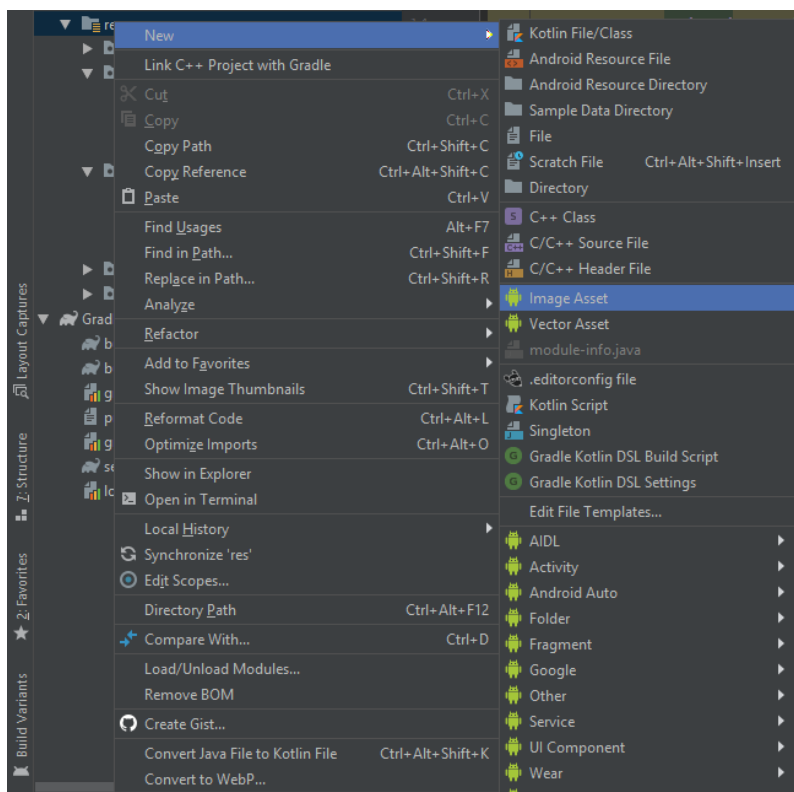 re
New
Link C++ Project with Gradle
Cut Ctrl+X
Copy Ctrl+C
Copy Path Ctrl+Shift+C
Copy Reference Ctrl+Alt+Shift+C
Paste Ctrl+V
Find Usages Alt+F7
Find in Path... Ctrl+Shift+F
Replace in Path... Ctrl+Shift+R
Analyze
Refactor
Add to Favorites
Show Image Thumbnails Ctrl+Shift+T
Reformat Code Ctrl+Alt+L
Optimize Imports Ctrl+Alt+O
Show in Explorer
Open in Terminal
Local History
Synchronize 'res'
Edit Scopes...
Directory Path Ctrl+Alt+F12
Compare With... Ctrl+D
Load/Unload Modules...
Remove BOM
Create Gist...
Convert Java File to Kotlin File Ctrl+Alt+Shift+K
Convert to WebP...
Kotlin File/Class
Android Resource File
Android Resource Directory
Sample Data Directory
File
Scratch File Ctrl+Alt+Shift+Insert
Directory
C++ Class
C/C++ Source File
C/C++ Header File
Image Asset
Vector Asset
module-info.java
.editorconfig file
Kotlin Script
Singleton
Gradle Kotlin DSL Build Script
Gradle Kotlin DSL Settings
Edit File Templates...
AIDL
Activity
Android Auto
Folder
Fragment
Google
Other
Service
UI Component
Wear
Grad
b
b
g
p
g
se
lc
Layout Captures
7: Structure
2: Favorites
Build Variants